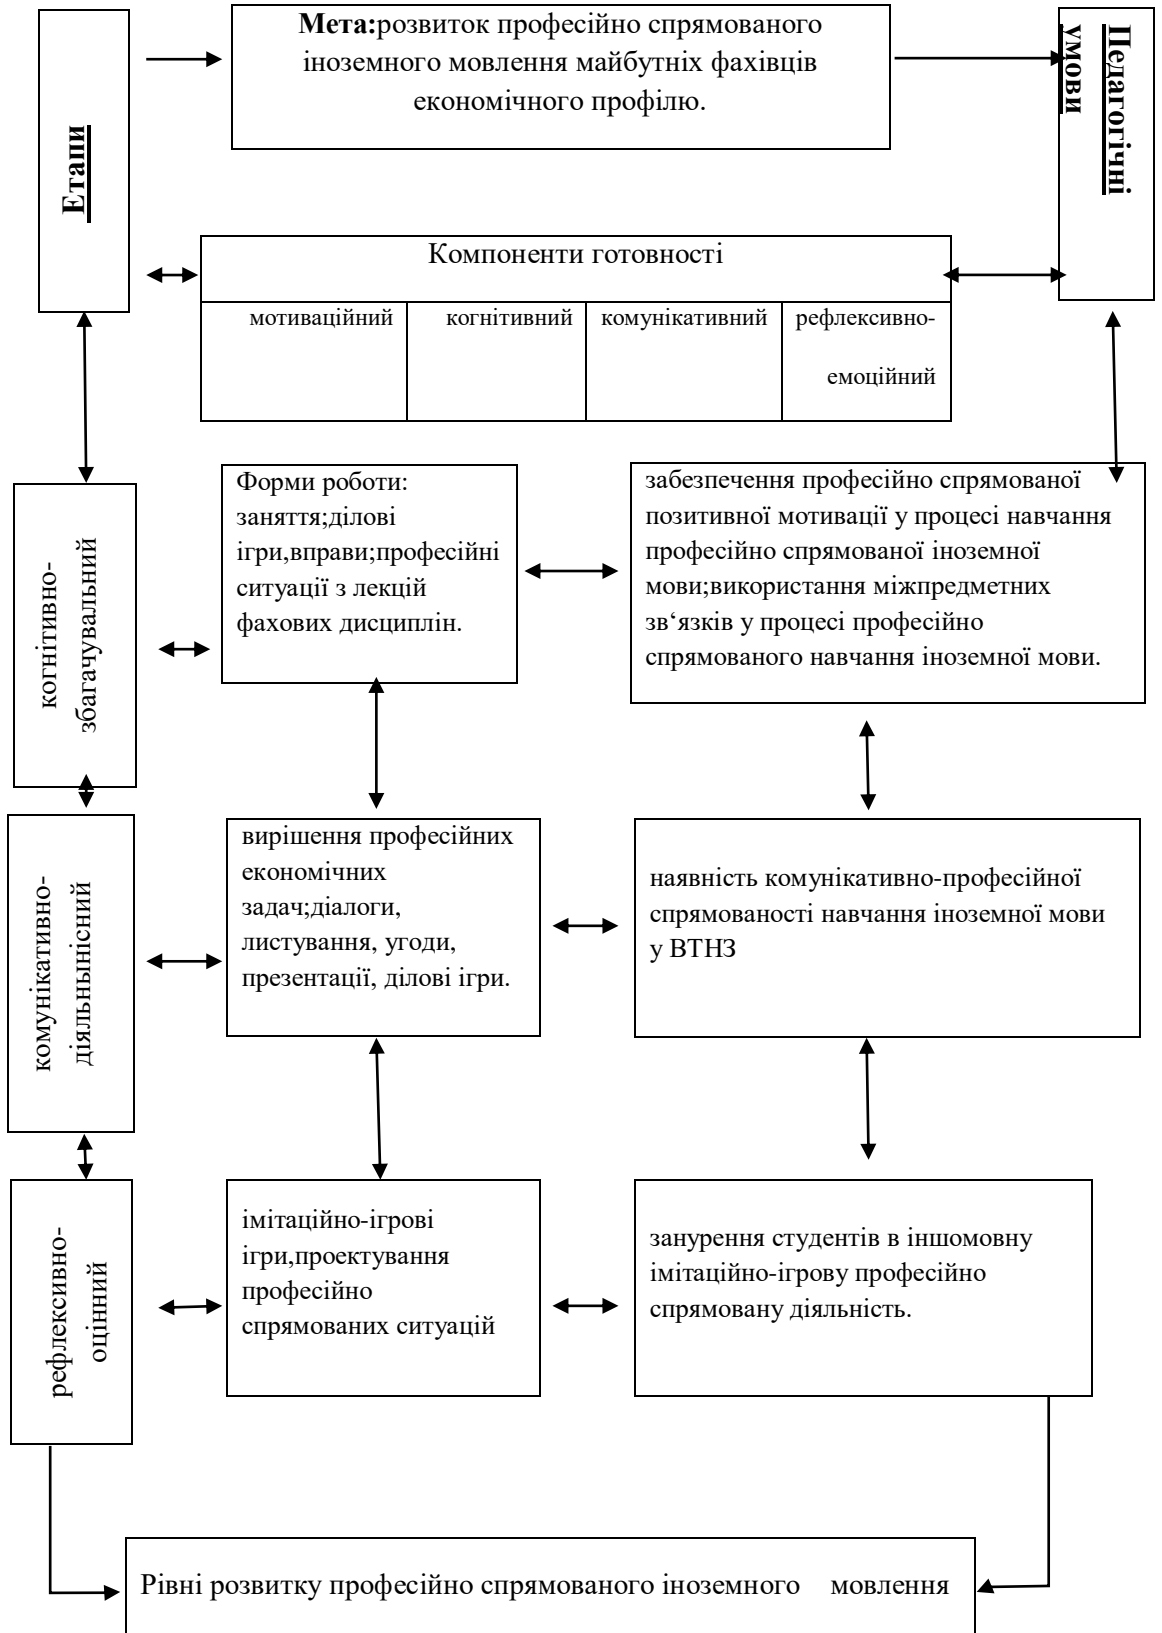 Етапи
Мета:розвиток професійно спрямованого
іноземного мовлення майбутніх фахівців
економічного профілю.
Педагогічні
умови
Компоненти готовності
мотиваційний
когнітивний
комунікативний
рефлексивно-
емоційний
когнітивно-
збагачувальний
Форми роботи:
заняття;ділові
ігри,вправи;професійні
ситуації з лекцій
фахових дисциплін.
забезпечення професійно спрямованої
позитивної мотивації у процесі навчання
професійно спрямованої іноземної
мови;використання міжпредметних
зв‘язків у процесі професійно
спрямованого навчання іноземної мови.
комунікативно-
діяльнынісний
вирішення професійних
економічних
задач;діалоги,
листування, угоди,
презентації, ділові ігри.
наявність комунікативно-професійної
спрямованості навчання іноземної мови
у ВТНЗ
рефлексивно-
оцінний
імітаційно-ігрові
ігри,проектування
професійно
спрямованих ситуацій
занурення студентів в іншомовну
імітаційно-ігрову професійно
спрямовану діяльність.
Рівні розвитку професійно спрямованого іноземного мовлення